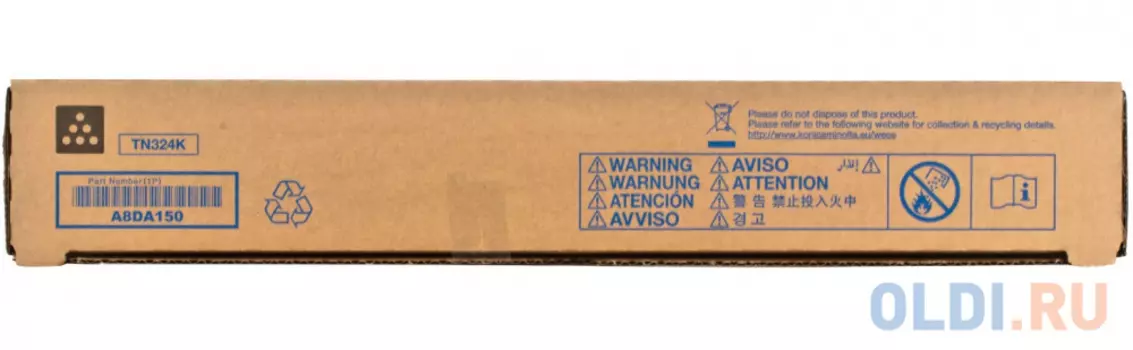 TN324K
Part Number(1P)
A8DA150
Please do not dispose of this product.
Please refer to the following website for collection & recycling details.
http://www.konicaminolta.eu/weee
WARNING
WARNUNG
ATENCIÓN
AVVISO
AVISO
ATTENTION
警告 禁止投入火中
경고
إنذار
OLDI.RU